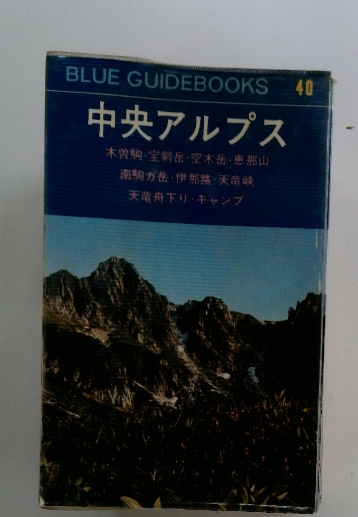 BLUE GUIDEBOOKS 40
中央アルプス
木曽駒・宝剣岳・空木岳・恵那山
南駒ガ岳・伊那路・天竜峡
天竜舟下り・キャンプ